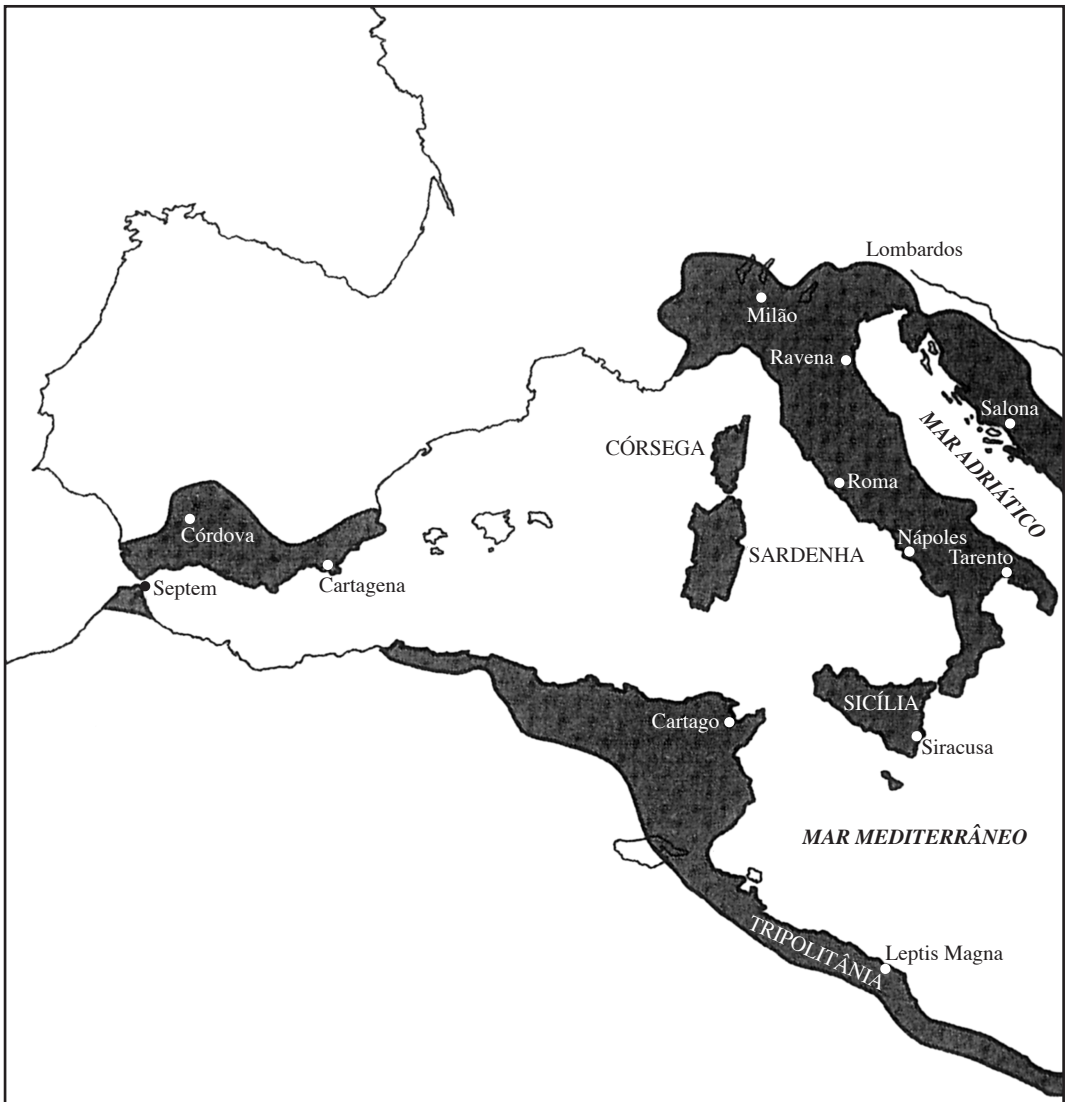 Lombardos
Milão
Ravena
Salona
CÓRSEGA
MAR ADRIÁTICO
Roma
Córdova
Nápoles
SARDENHA
Tarento
Septem
Cartagena
SICÍLIA
Cartago
Siracusa
MAR MEDITERRÂNEO
TRIPOLITÂNIA
Leptis Magna